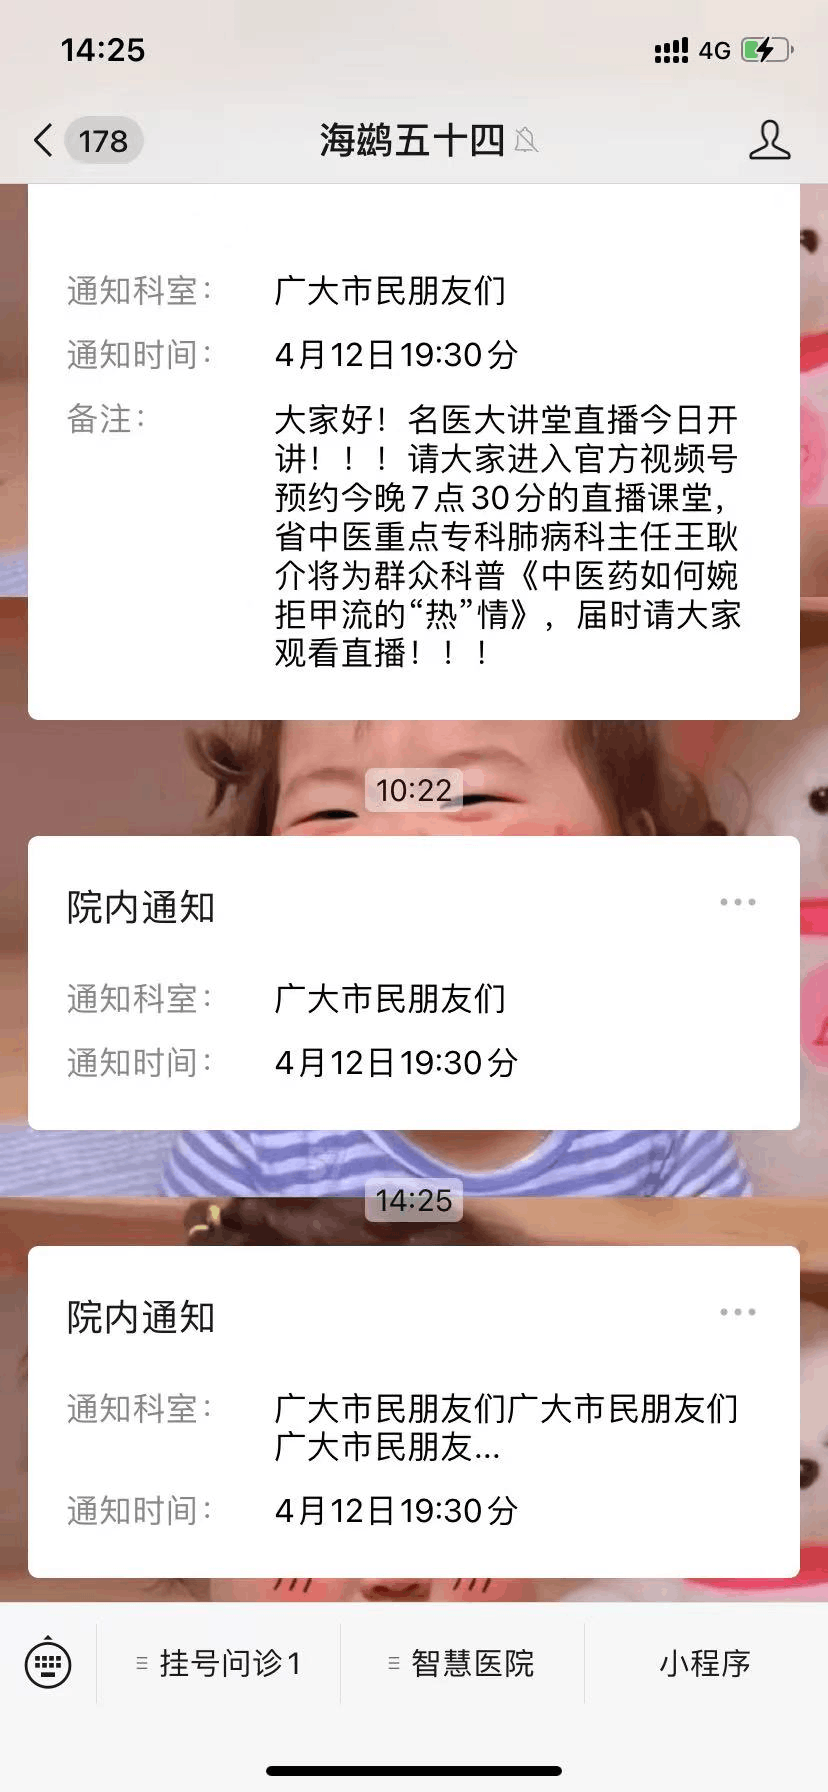 14:25
4G
178
海鹚五十四
通知科室：
广大市民朋友们
通知时间：
4月12日19:30分
备注：
大家好！名医大讲堂直播今日开
讲！！！请大家进入官方视频号
预约今晚7点30分的直播课堂，
省中医重点专科肺病科主任王耿
介将为群众科普《中医药如何婉
拒甲流的“热”情》，届时请大家
观看直播！！！
10:22
院内通知
通知科室：
广大市民朋友们
通知时间：
4月12日19:30分
14:25
院内通知
通知科室：
广大市民朋友们广大市民朋友们
广大市民朋友...
通知时间：
4月12日19:30分
挂号问诊1
智慧医院
小程序